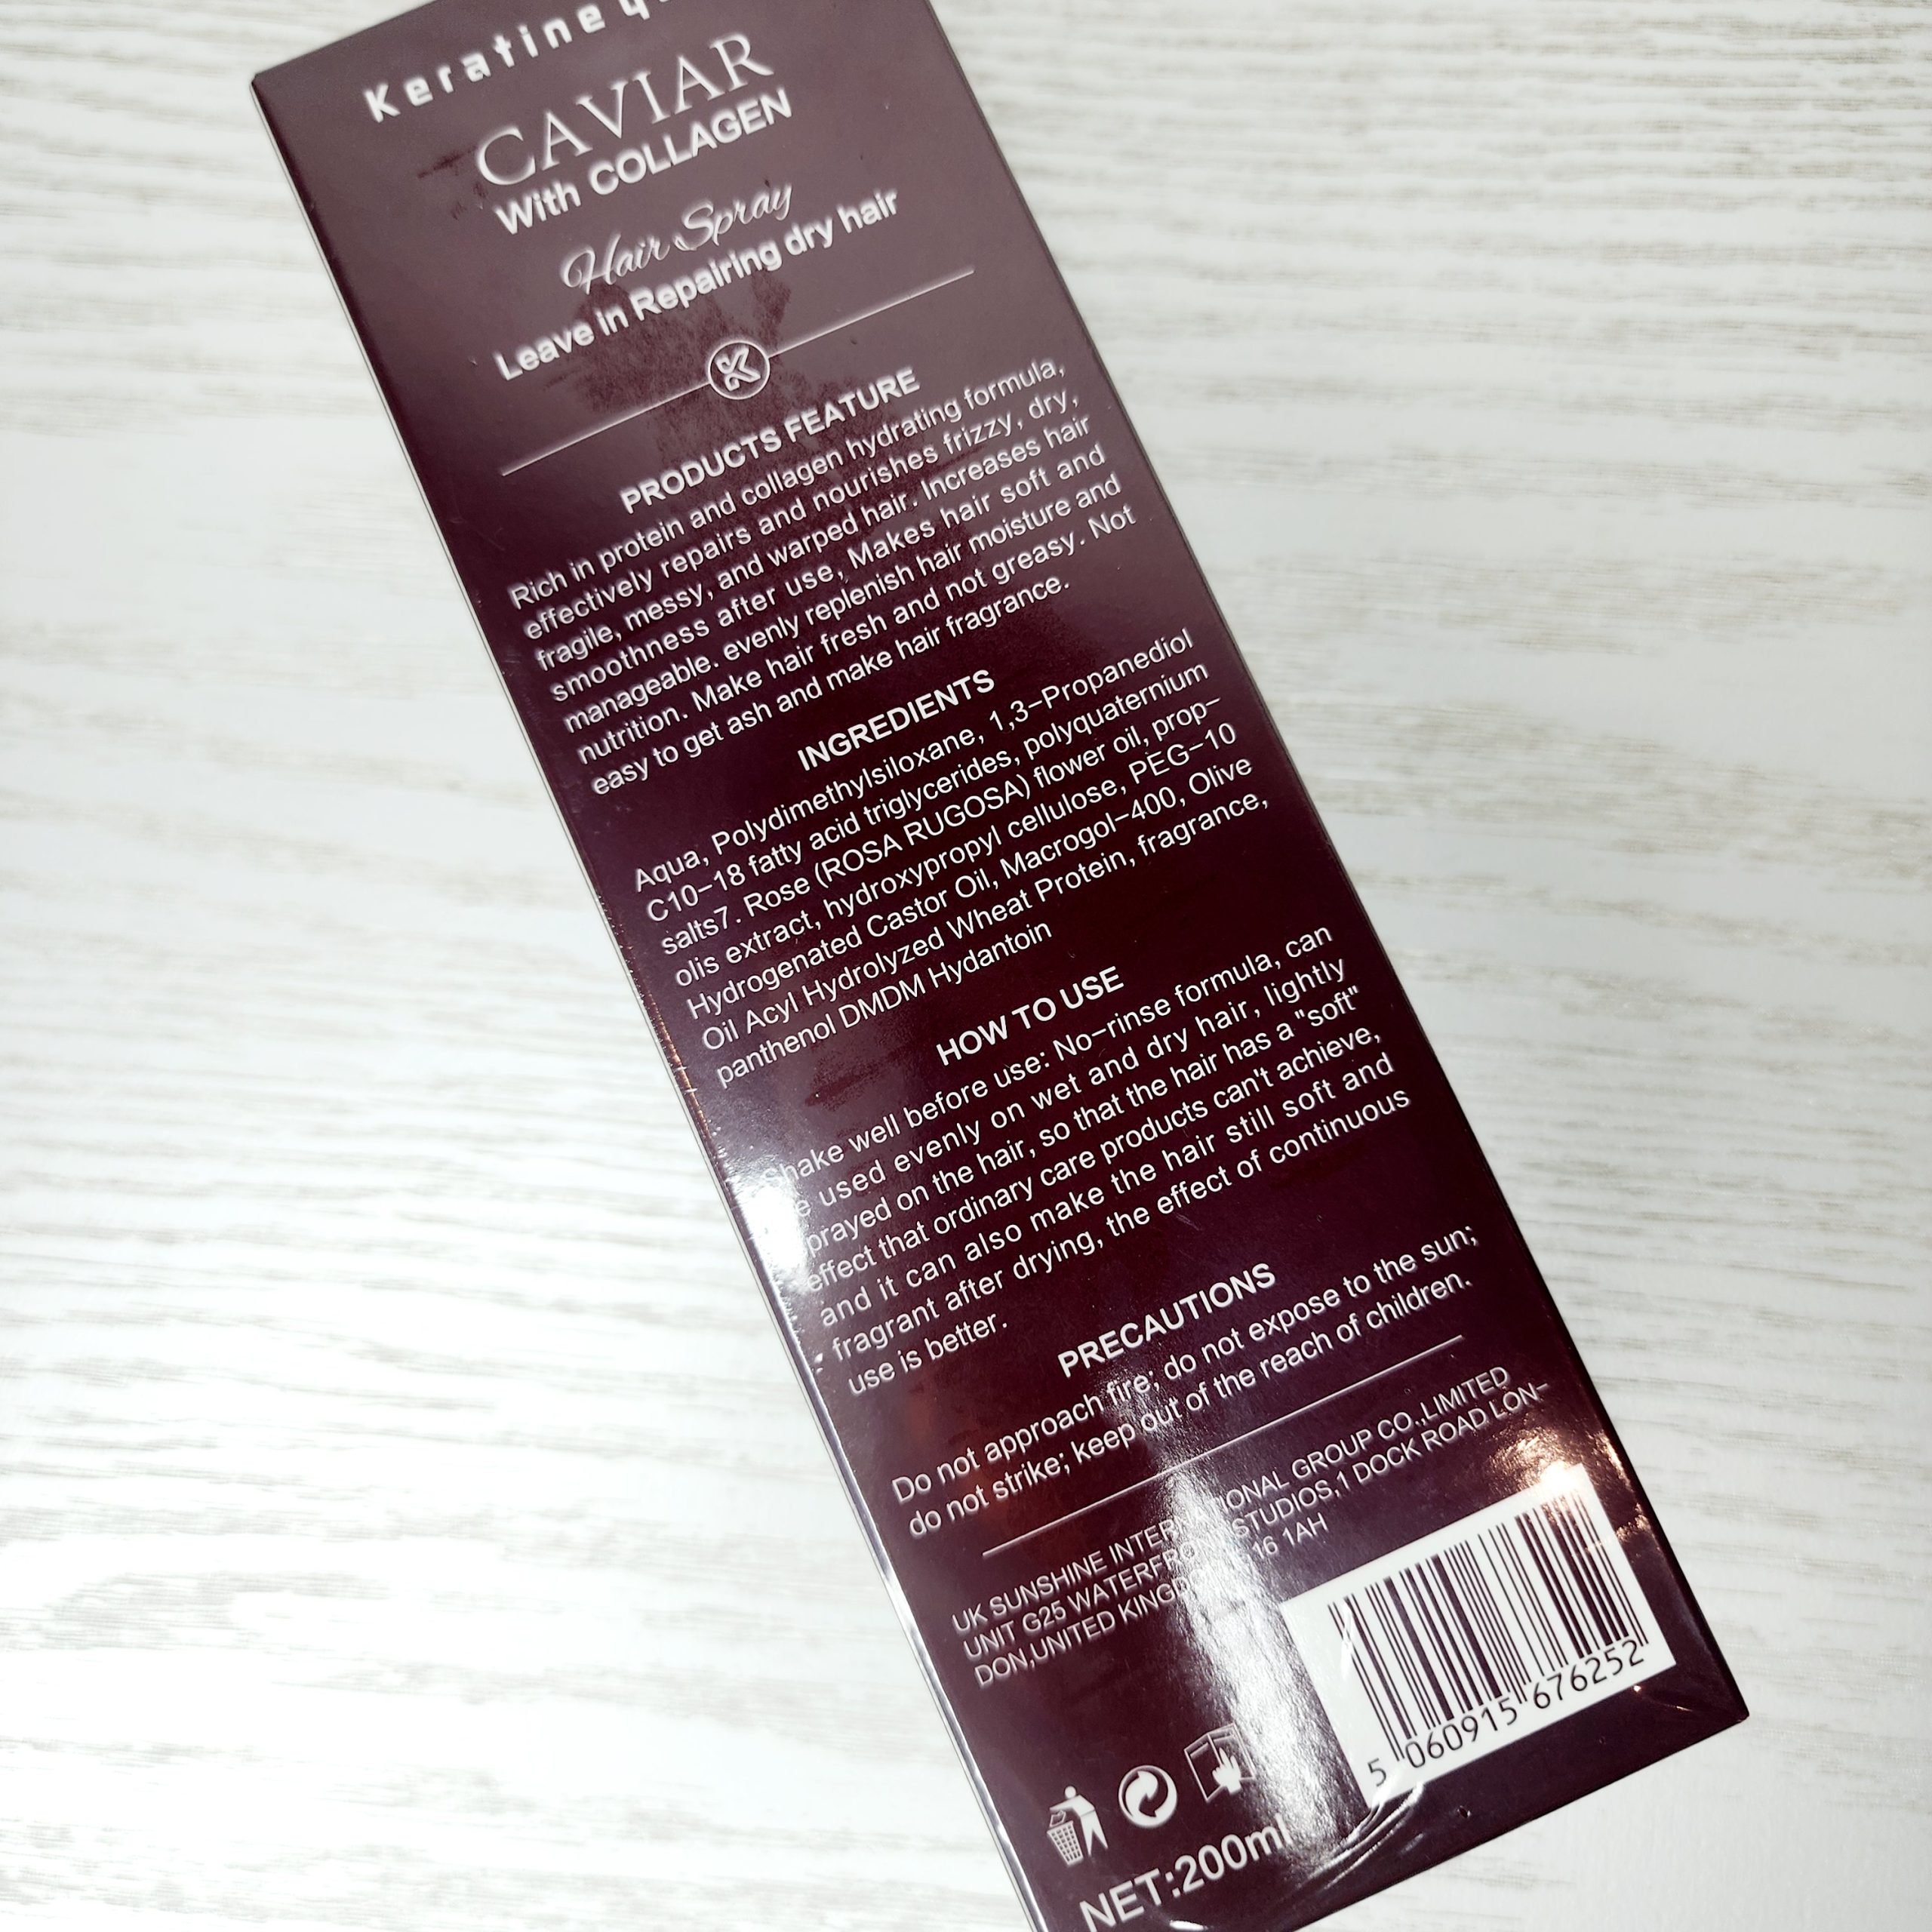 Keratine
CAVIAR
With COLLAGEN
Hair Spray
Leave in Repairing dry hair
PRODUCTS FEATURE
Rich in protein and collagen hydrating formula,
effectively repairs and nourishes frizzy, dry,
fragile, messy, and warped hair. Increases hair
smoothness after use, Makes hair soft and
manageable. evenly replenish hair moisture and
nutrition. Make hair fresh and not greasy. Not
easy to get ash and make hair fragrance.
INGREDIENTS
Aqua, Polydimethylsiloxane, 1,3-Propanediol
C10-18 fatty acid triglycerides, polyquaternium
salts7. Rose (ROSA RUGOSA) flower oil, prop-
olis extract, hydroxypropyl cellulose, PEG-10
Hydrogenated Castor Oil, Macrogol-400, Olive
Oil Acyl Hydrolyzed Wheat Protein, fragrance,
panthenol DMDM Hydantoin
HOW TO USE
Shake well before use: No-rinse formula, can
be used evenly on wet and dry hair, lightly
sprayed on the hair, so that the hair has a "soft"
effect that ordinary care products can't achieve,
and it can also make the hair still soft and
fragrant after drying, the effect of continuous
use is better.
PRECAUTIONS
Do not approach fire; do not expose to the sun;
do not strike; keep out of the reach of children.
UK SUNSHINE INTERNATIONAL GROUP CO.,LIMITED
UNIT G25 WATERFRONT STUDIOS,1 DOCK ROAD LON-
DON,UNITED KINGDOM 16 1AH
5 060915 676252
NET:200ml